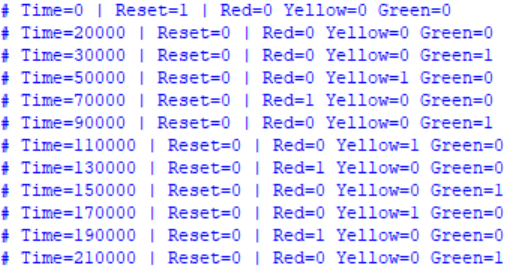 # Time=0 | Reset=1 | Red=0 Yellow=0 Green=0
# Time=20000 | Reset=0 | Red=0 Yellow=0 Green=0
# Time=30000 | Reset=0 | Red=0 Yellow=0 Green=1
# Time=50000 | Reset=0 | Red=0 Yellow=1 Green=0
# Time=70000 | Reset=0 | Red=1 Yellow=0 Green=0
# Time=90000 | Reset=0 | Red=0 Yellow=0 Green=1
# Time=110000 | Reset=0 | Red=0 Yellow=1 Green=0
# Time=130000 | Reset=0 | Red=1 Yellow=0 Green=0
# Time=150000 | Reset=0 | Red=0 Yellow=0 Green=1
# Time=170000 | Reset=0 | Red=0 Yellow=1 Green=0
# Time=190000 | Reset=0 | Red=1 Yellow=0 Green=0
# Time=210000 | Reset=0 | Red=0 Yellow=0 Green=1